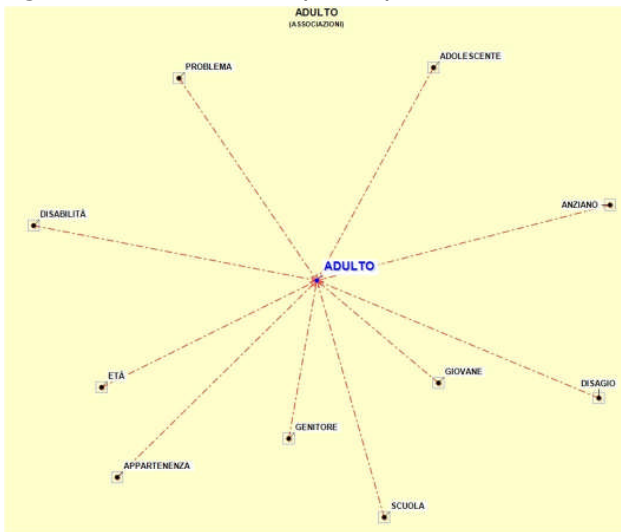 ADULTO
(ASSOCIAZIONI)
ADOLESCENTE
PROBLEMA
ANZIANO
DISABILITÀ
ADULTO
GIOVANE
ETÀ
DISAGIO
GENITORE
APPARTENENZA
SCUOLA